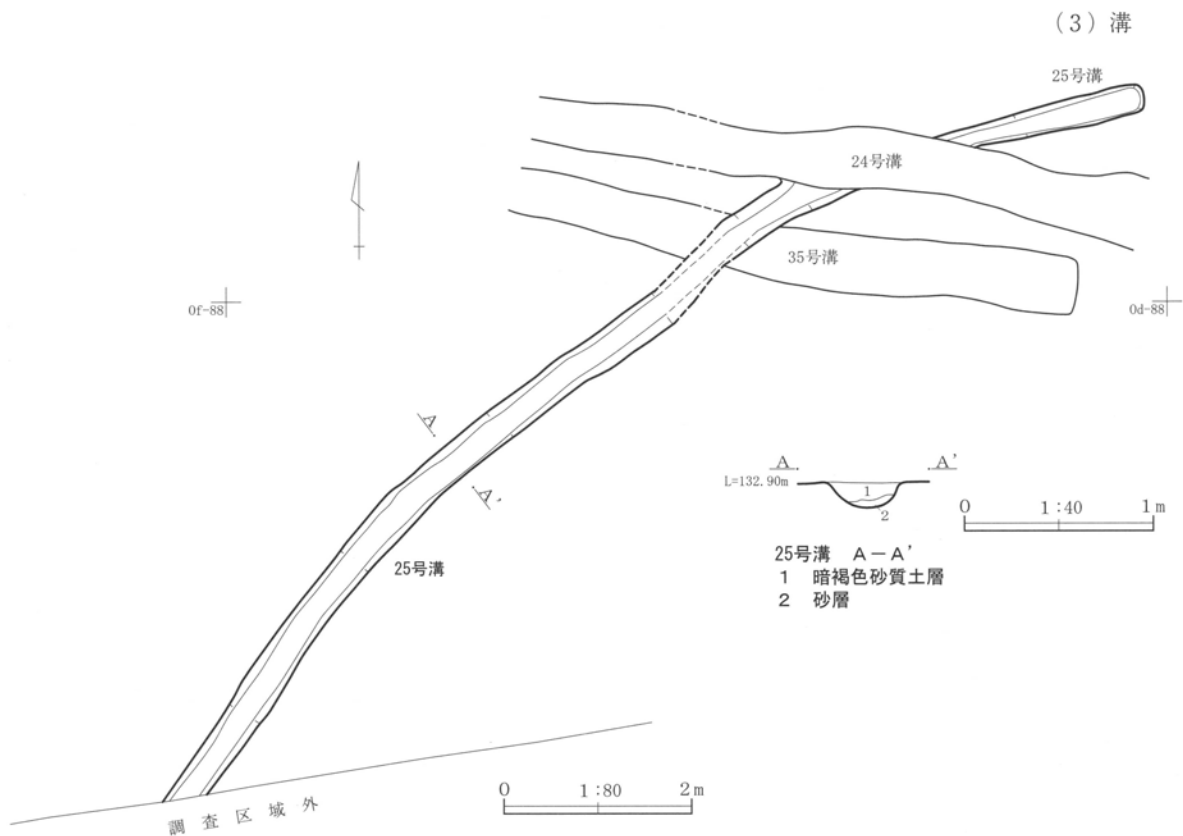 （3）溝
25号溝
24号溝
35号溝
Of-88
Od-88
A
A'
A
A'
L=132.90m
1
2
0
1:40
1m
25号溝 A－A'
1 暗褐色砂質土層
2 砂層
25号溝
0
1:80
2m
調査区域外